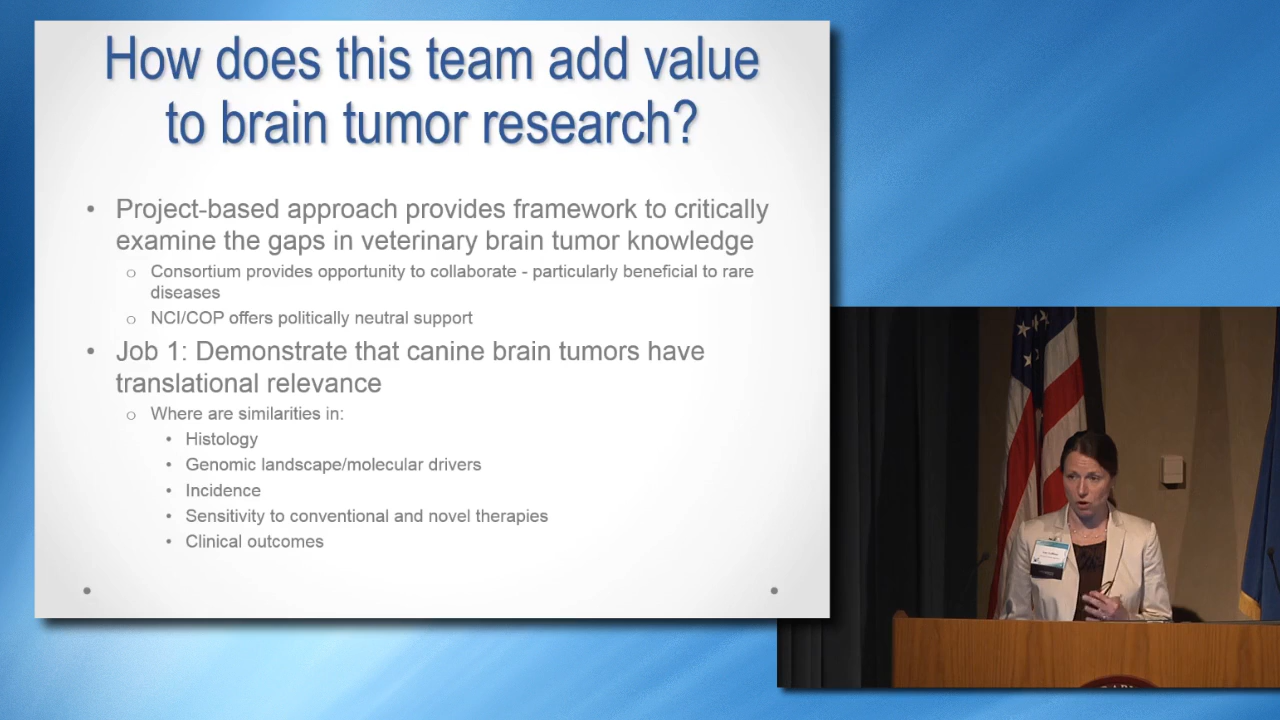 How does this team add value
to brain tumor research?
• Project-based approach provides framework to critically
examine the gaps in veterinary brain tumor knowledge
o Consortium provides opportunity to collaborate - particularly beneficial to rare
diseases
o NCI/COP offers politically neutral support
• Job 1: Demonstrate that canine brain tumors have
translational relevance
o Where are similarities in:
• Histology
• Genomic landscape/molecular drivers
• Incidence
• Sensitivity to conventional and novel therapies
• Clinical outcomes